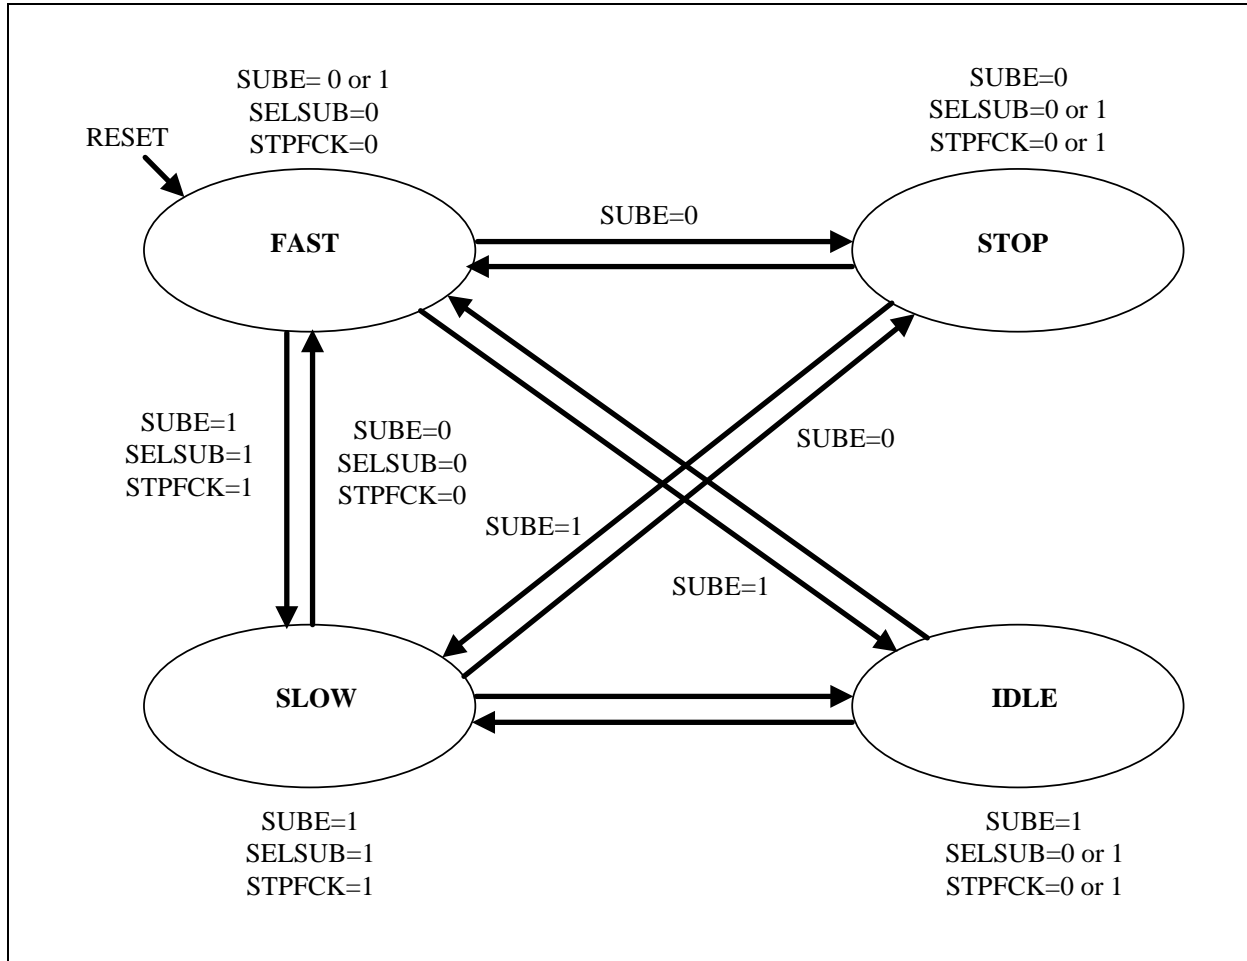 SUBE= 0 or 1
SELSUB=0
STPFCK=0
SUBE=0
SELSUB=0 or 1
STPFCK=0 or 1
RESET
FAST
SUBE=0
STOP
SUBE=1
SELSUB=1
STPFCK=1
SUBE=0
SELSUB=0
STPFCK=0
SUBE=0
SUBE=1
SUBE=1
SLOW
IDLE
SUBE=1
SELSUB=1
STPFCK=1
SUBE=1
SELSUB=0 or 1
STPFCK=0 or 1